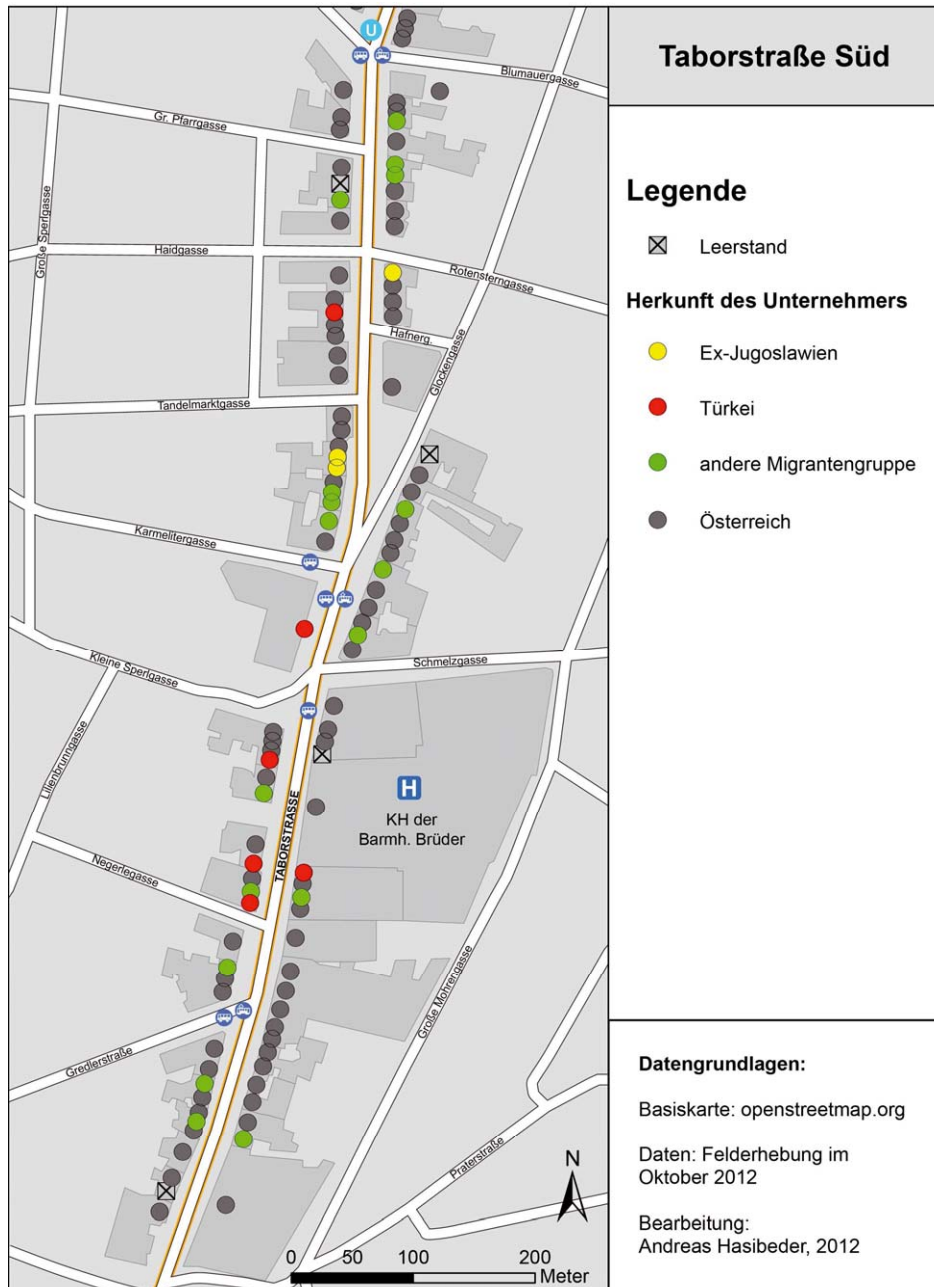 Taborstraße Süd
Legende
Leerstand
Herkunft des Unternehmers
Ex-Jugoslawien
Türkei
andere Migrantengruppe
Österreich
U
Blumauergasse
Gr. Pfarrgasse
Große Sperlgasse
Haidgasse
Rotensterngasse
Hafnerg.
Glockengasse
Tandelmarktgasse
Karmelitergasse
Schmelzgasse
Kleine Sperlgasse
Lilienbrunngasse
TABORSTRASSE
H
KH der
Barmh. Brüder
Negerlegasse
Große Mohrengasse
Gredlerstraße
Praterstraße
N
0 50 100 200
Meter
Datengrundlagen:
Basiskarte: openstreetmap.org
Daten: Felderhebung im
Oktober 2012
Bearbeitung:
Andreas Hasibeder, 2012